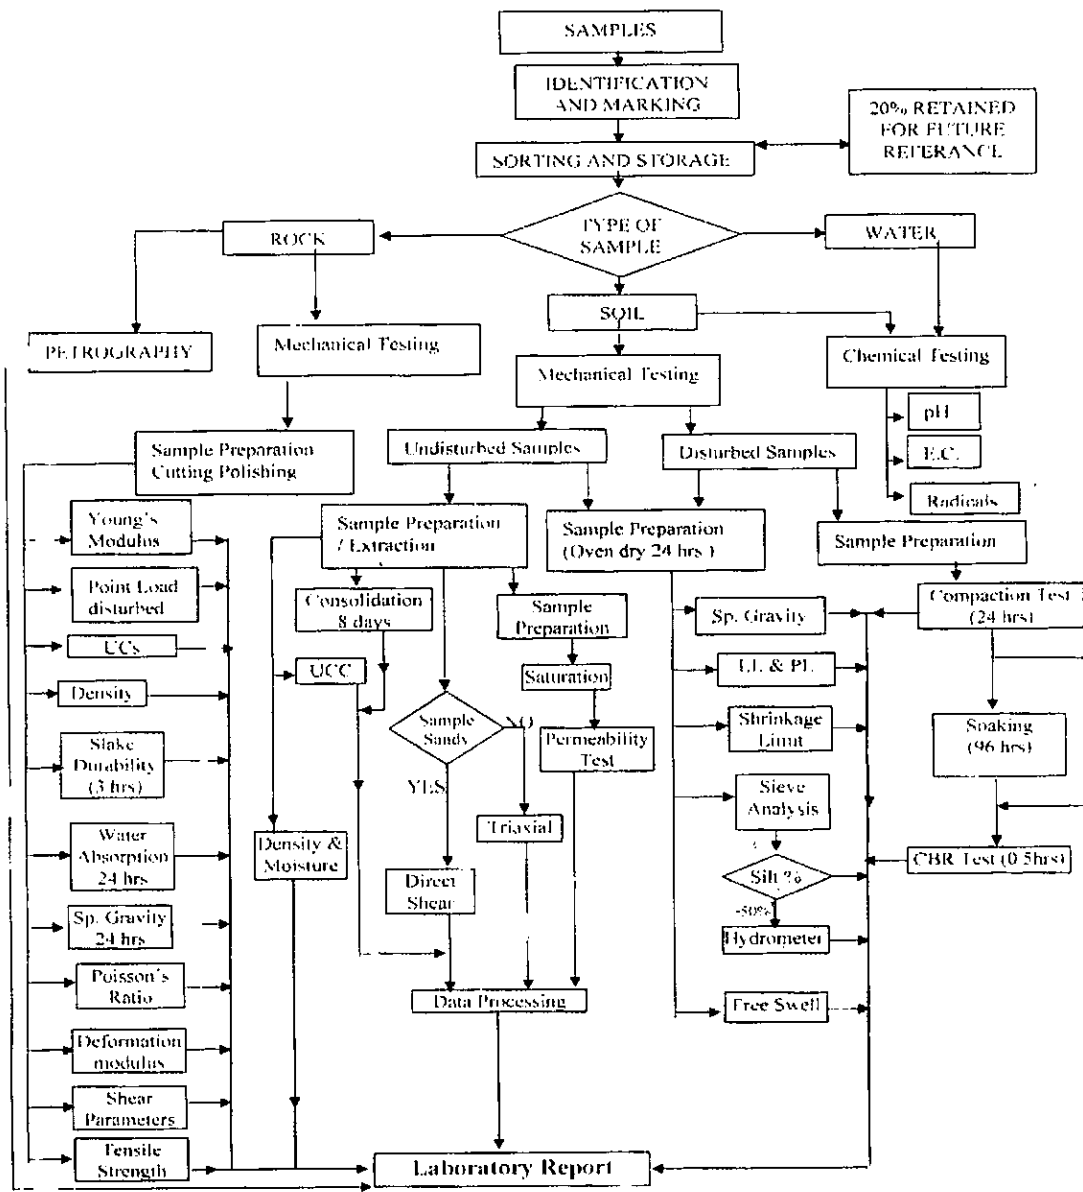 SAMPLES
IDENTIFICATION
AND MARKING
20% RETAINED
FOR FUTURE
REFERANCE
SORTING AND STORAGE
TYPE OF
SAMPLE
ROCK
WATER
SOIL
PETROGRAPHY
Mechanical Testing
Mechanical Testing
Chemical Testing
pH
E.C.
Radicals
Sample Preparation
Cutting Polishing
Undisturbed Samples
Disturbed Samples
Young's
Modulus
Sample Preparation
/ Extraction
Sample Preparation
(Oven dry 24 hrs )
Sample Preparation
Point Load
disturbed
Consolidation
8 days
Sample
Preparation
Sp. Gravity
Compaction Test
(24 hrs)
UCs
UCC
Saturation
LL & PL
Density
Sample
Sandy
NO
YES
Shrinkage
Limit
Soaking
(96 hrs)
Slake
Durability
(3 hrs)
Permeability
Test
Sieve
Analysis
Water
Absorption
24 hrs
Density &
Moisture
Triaxial
CBR Test (0.5hrs)
Silt %
Direct
Shear
-50%
Sp. Gravity
24 hrs
Hydrometer
Poisson's
Ratio
Data Processing
Free Swell
Deformation
modulus
Shear
Parameters
Tensile
Strength
Laboratory Report